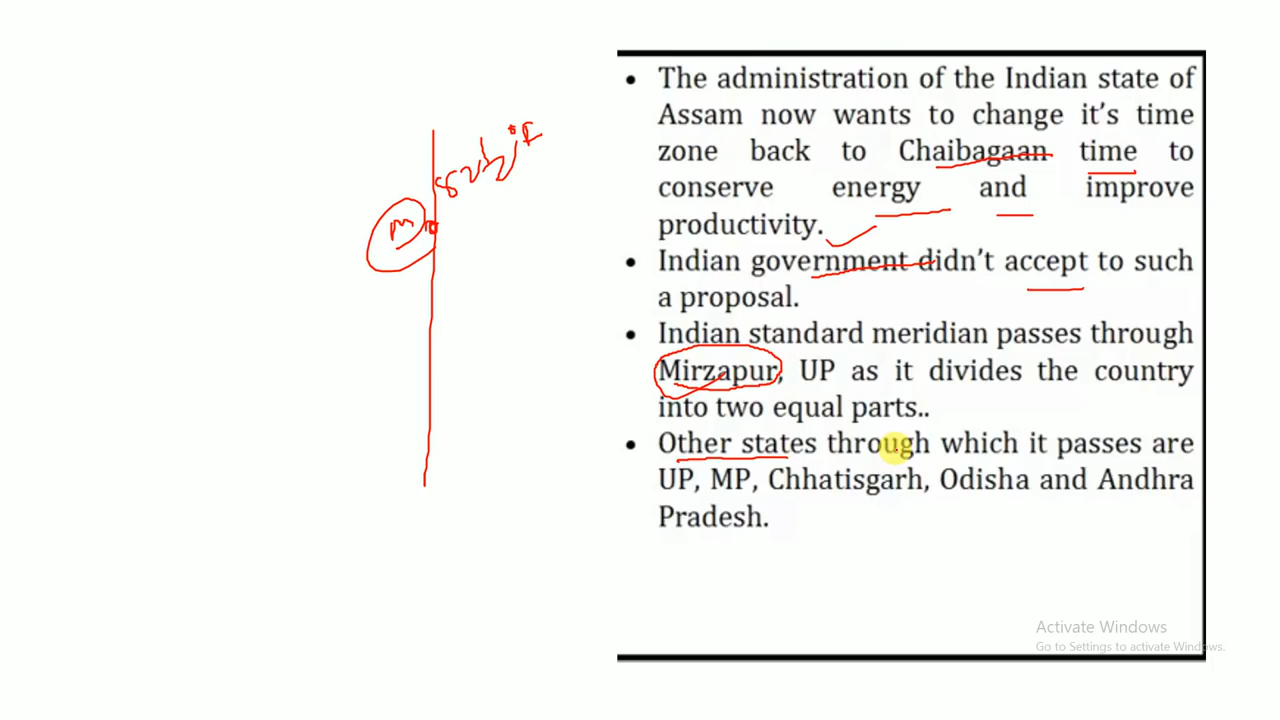 82½°E
M
• The administration of the Indian state of
Assam now wants to change it's time
zone back to Chaibagaan time to
conserve energy and improve
productivity.
• Indian government didn't accept to such
a proposal.
• Indian standard meridian passes through
Mirzapur, UP as it divides the country
into two equal parts..
• Other states through which it passes are
UP, MP, Chhatisgarh, Odisha and Andhra
Pradesh.
Activate Windows
Go to Settings to activate Windows.